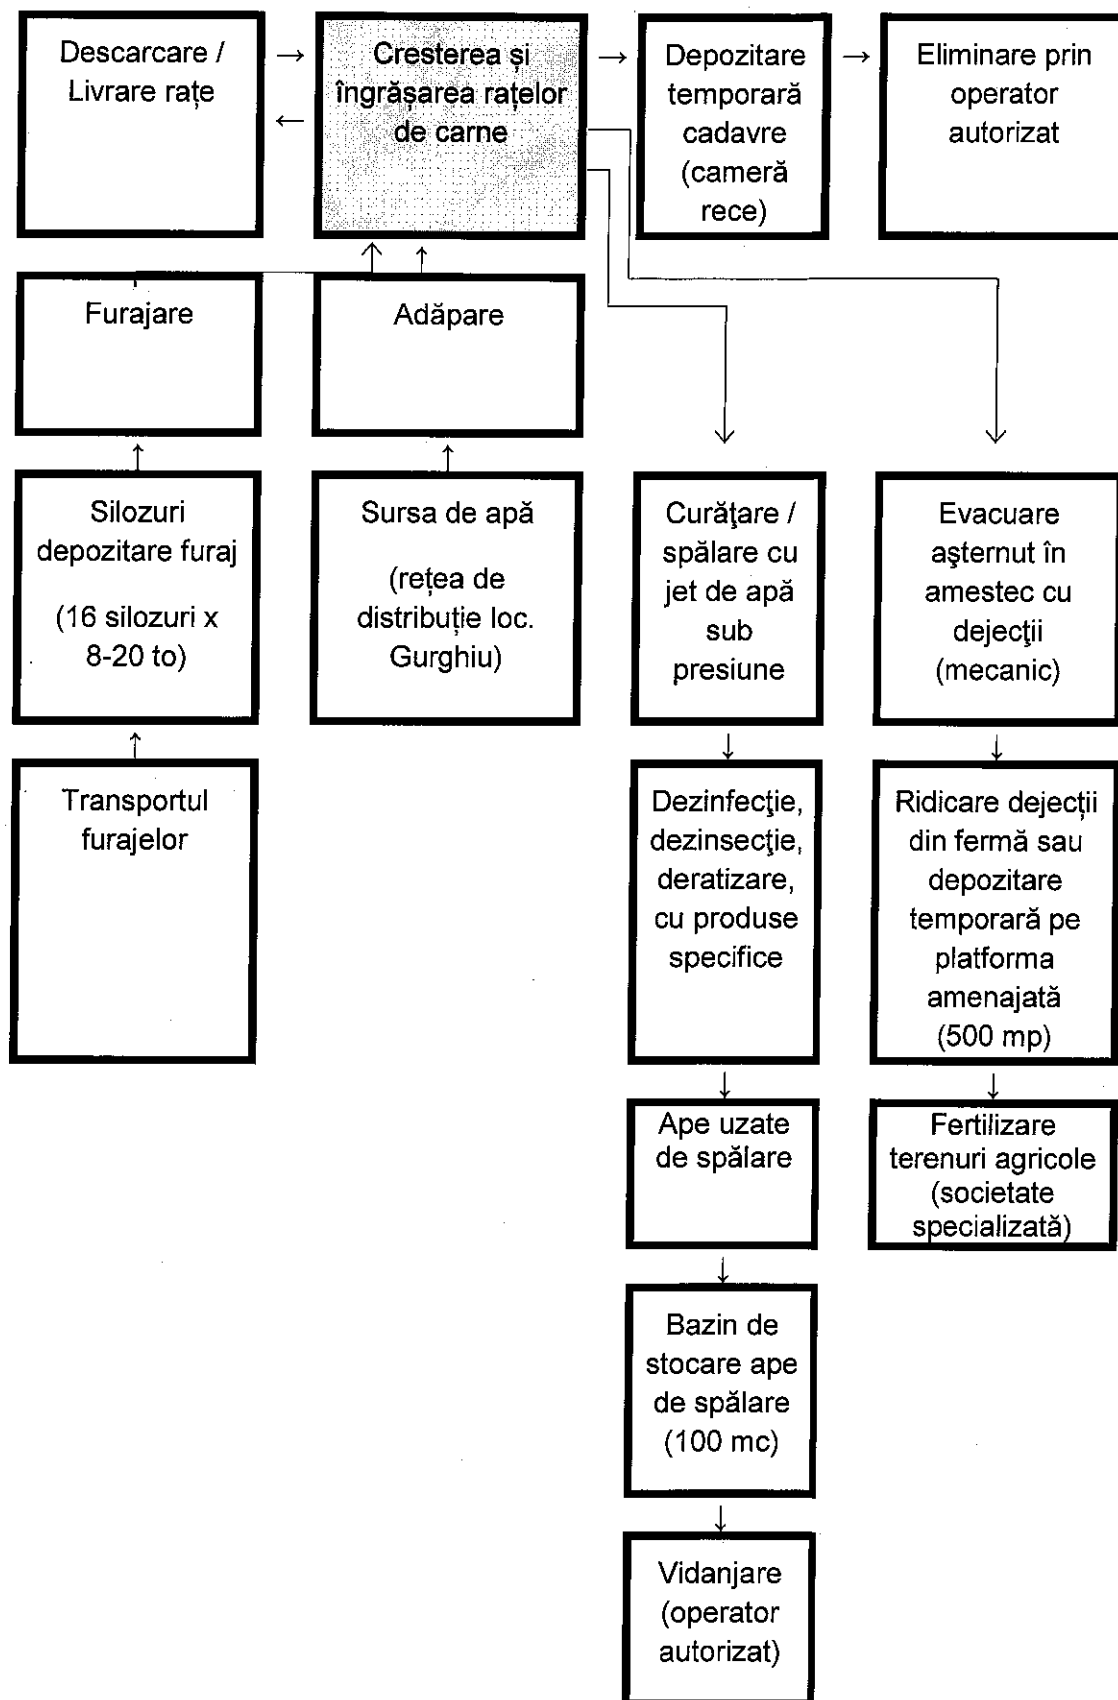 Descarcare /
Livrare rațe
→
←
Cresterea și
îngrășarea rațelor
de carne
→
Depozitare
temporară
cadavre
(cameră
rece)
→
Eliminare prin
operator
autorizat
Furajare
Adăpare
Silozuri
depozitare furaj
(16 silozuri x
8-20 to)
Sursa de apă
(rețea de
distribuție loc.
Gurghiu)
Curăţare /
spălare cu
jet de apă
sub
presiune
Evacuare
aşternut în
amestec cu
dejecţii
(mecanic)
Transportul
furajelor
Dezinfecţie,
dezinsecţie,
deratizare,
cu produse
specifice
Ridicare dejecții
din fermă sau
depozitare
temporară pe
platforma
amenajată
(500 mp)
Ape uzate
de spălare
Fertilizare
terenuri agricole
(societate
specializată)
Bazin de
stocare ape
de spălare
(100 mc)
Vidanjare
(operator
autorizat)